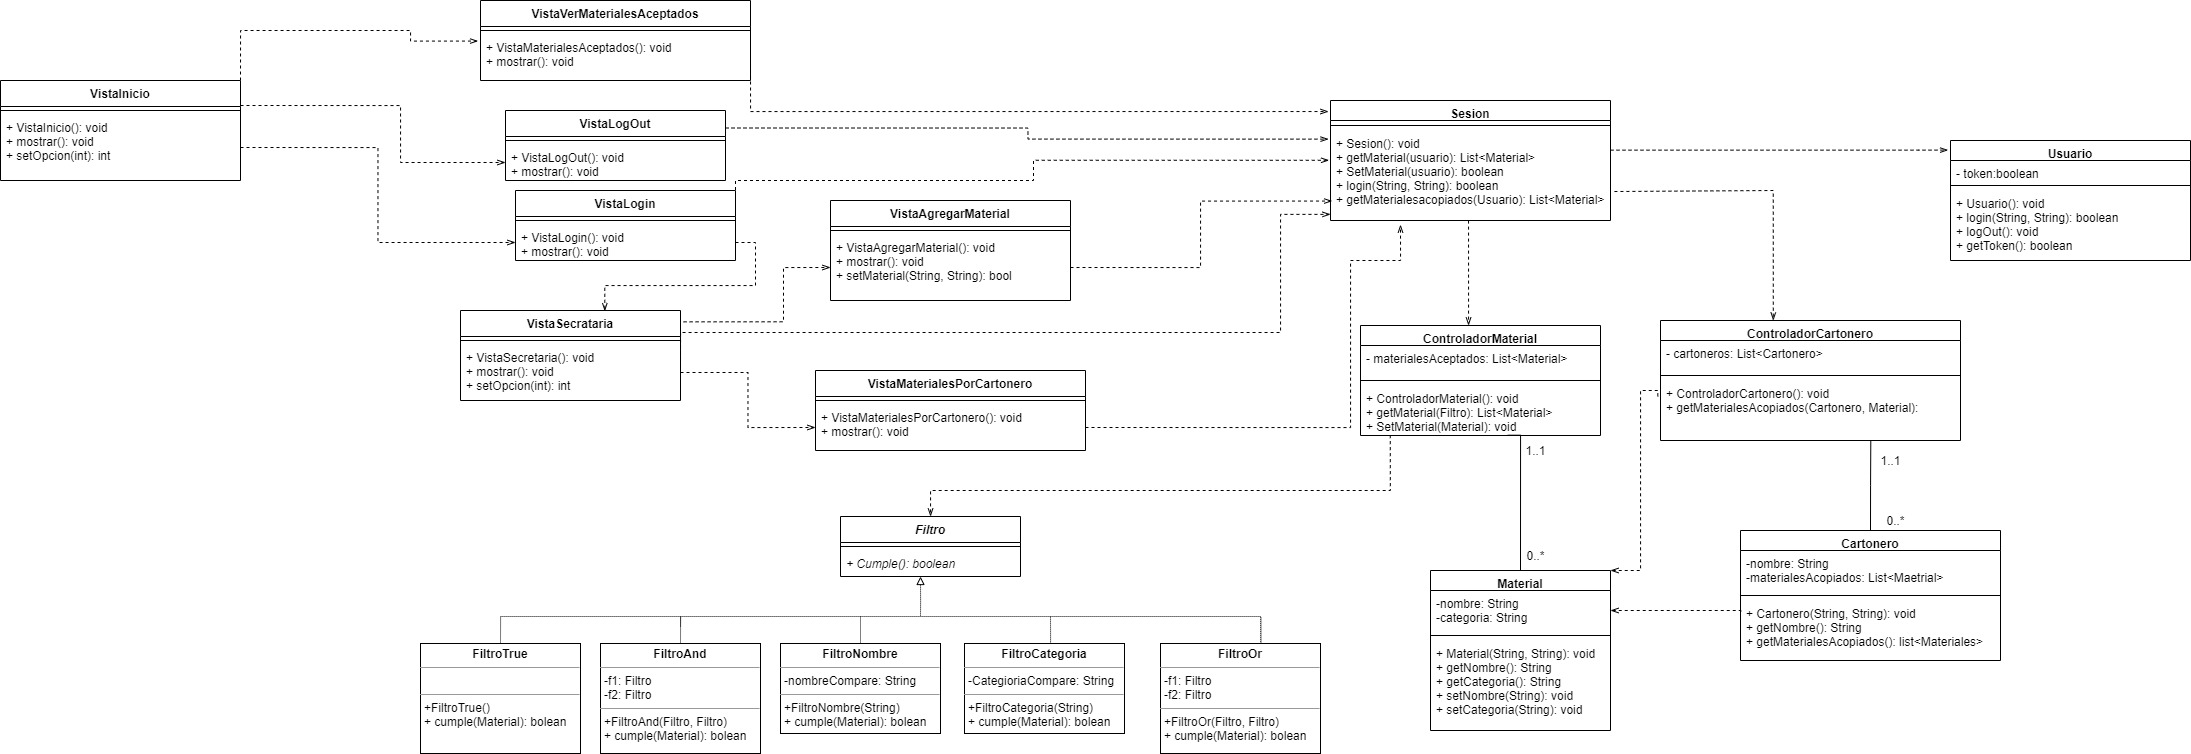 VistaVerMaterialesAceptados
+ VistaMaterialesAceptados(): void
+ mostrar(): void
VistaInicio
+ VistaInicio(): void
+ mostrar(): void
+ setOpcion(int): int
VistaLogOut
+ VistaLogOut(): void
+ mostrar(): void
VistaLogin
+ VistaLogin(): void
+ mostrar(): void
VistaAgregarMaterial
+ VistaAgregarMaterial(): void
+ mostrar(): void
+ setMaterial(String, String): bool
VistaSecrataria
+ VistaSecretaria(): void
+ mostrar(): void
+ setOpcion(int): int
VistaMaterialesPorCartonero
+ VistaMaterialesPorCartonero(): void
+ mostrar(): void
Sesion
+ Sesion(): void
+ getMaterial(usuario): List<Material>
+ SetMaterial(usuario): boolean
+ login(String, String): boolean
+ getMaterialesacopiados(Usuario): List<Material>
Usuario
- token:boolean
+ Usuario(): void
+ login(String, String): boolean
+ logOut(): void
+ getToken(): boolean
ControladorMaterial
- materialesAceptados: List<Material>
+ ControladorMaterial(): void
+ getMaterial(Filtro): List<Material>
+ SetMaterial(Material): void
1..1
0..*
ControladorCartonero
- cartoneros: List<Cartonero>
+ ControladorCartonero(): void
+ getMaterialesAcopiados(Cartonero, Material):
1..1
0..*
Cartonero
-nombre: String
-materialesAcopiados: List<Maetrial>
+ Cartonero(String, String): void
+ getNombre(): String
+ getMaterialesAcopiados(): list<Materiales>
Material
-nombre: String
-categoria: String
+ Material(String, String): void
+ getNombre(): String
+ getCategoria(): String
+ setNombre(String): void
+ setCategoria(String): void
Filtro
+ Cumple(): boolean
FiltroTrue
+FiltroTrue()
+ cumple(Material): bolean
FiltroAnd
-f1: Filtro
-f2: Filtro
+FiltroAnd(Filtro, Filtro)
+ cumple(Material): bolean
FiltroNombre
-nombreCompare: String
+FiltroNombre(String)
+ cumple(Material): bolean
FiltroCategoria
-CategioriaCompare: String
+FiltroCategoria(String)
+ cumple(Material): bolean
FiltroOr
-f1: Filtro
-f2: Filtro
+FiltroOr(Filtro, Filtro)
+ cumple(Material): bolean